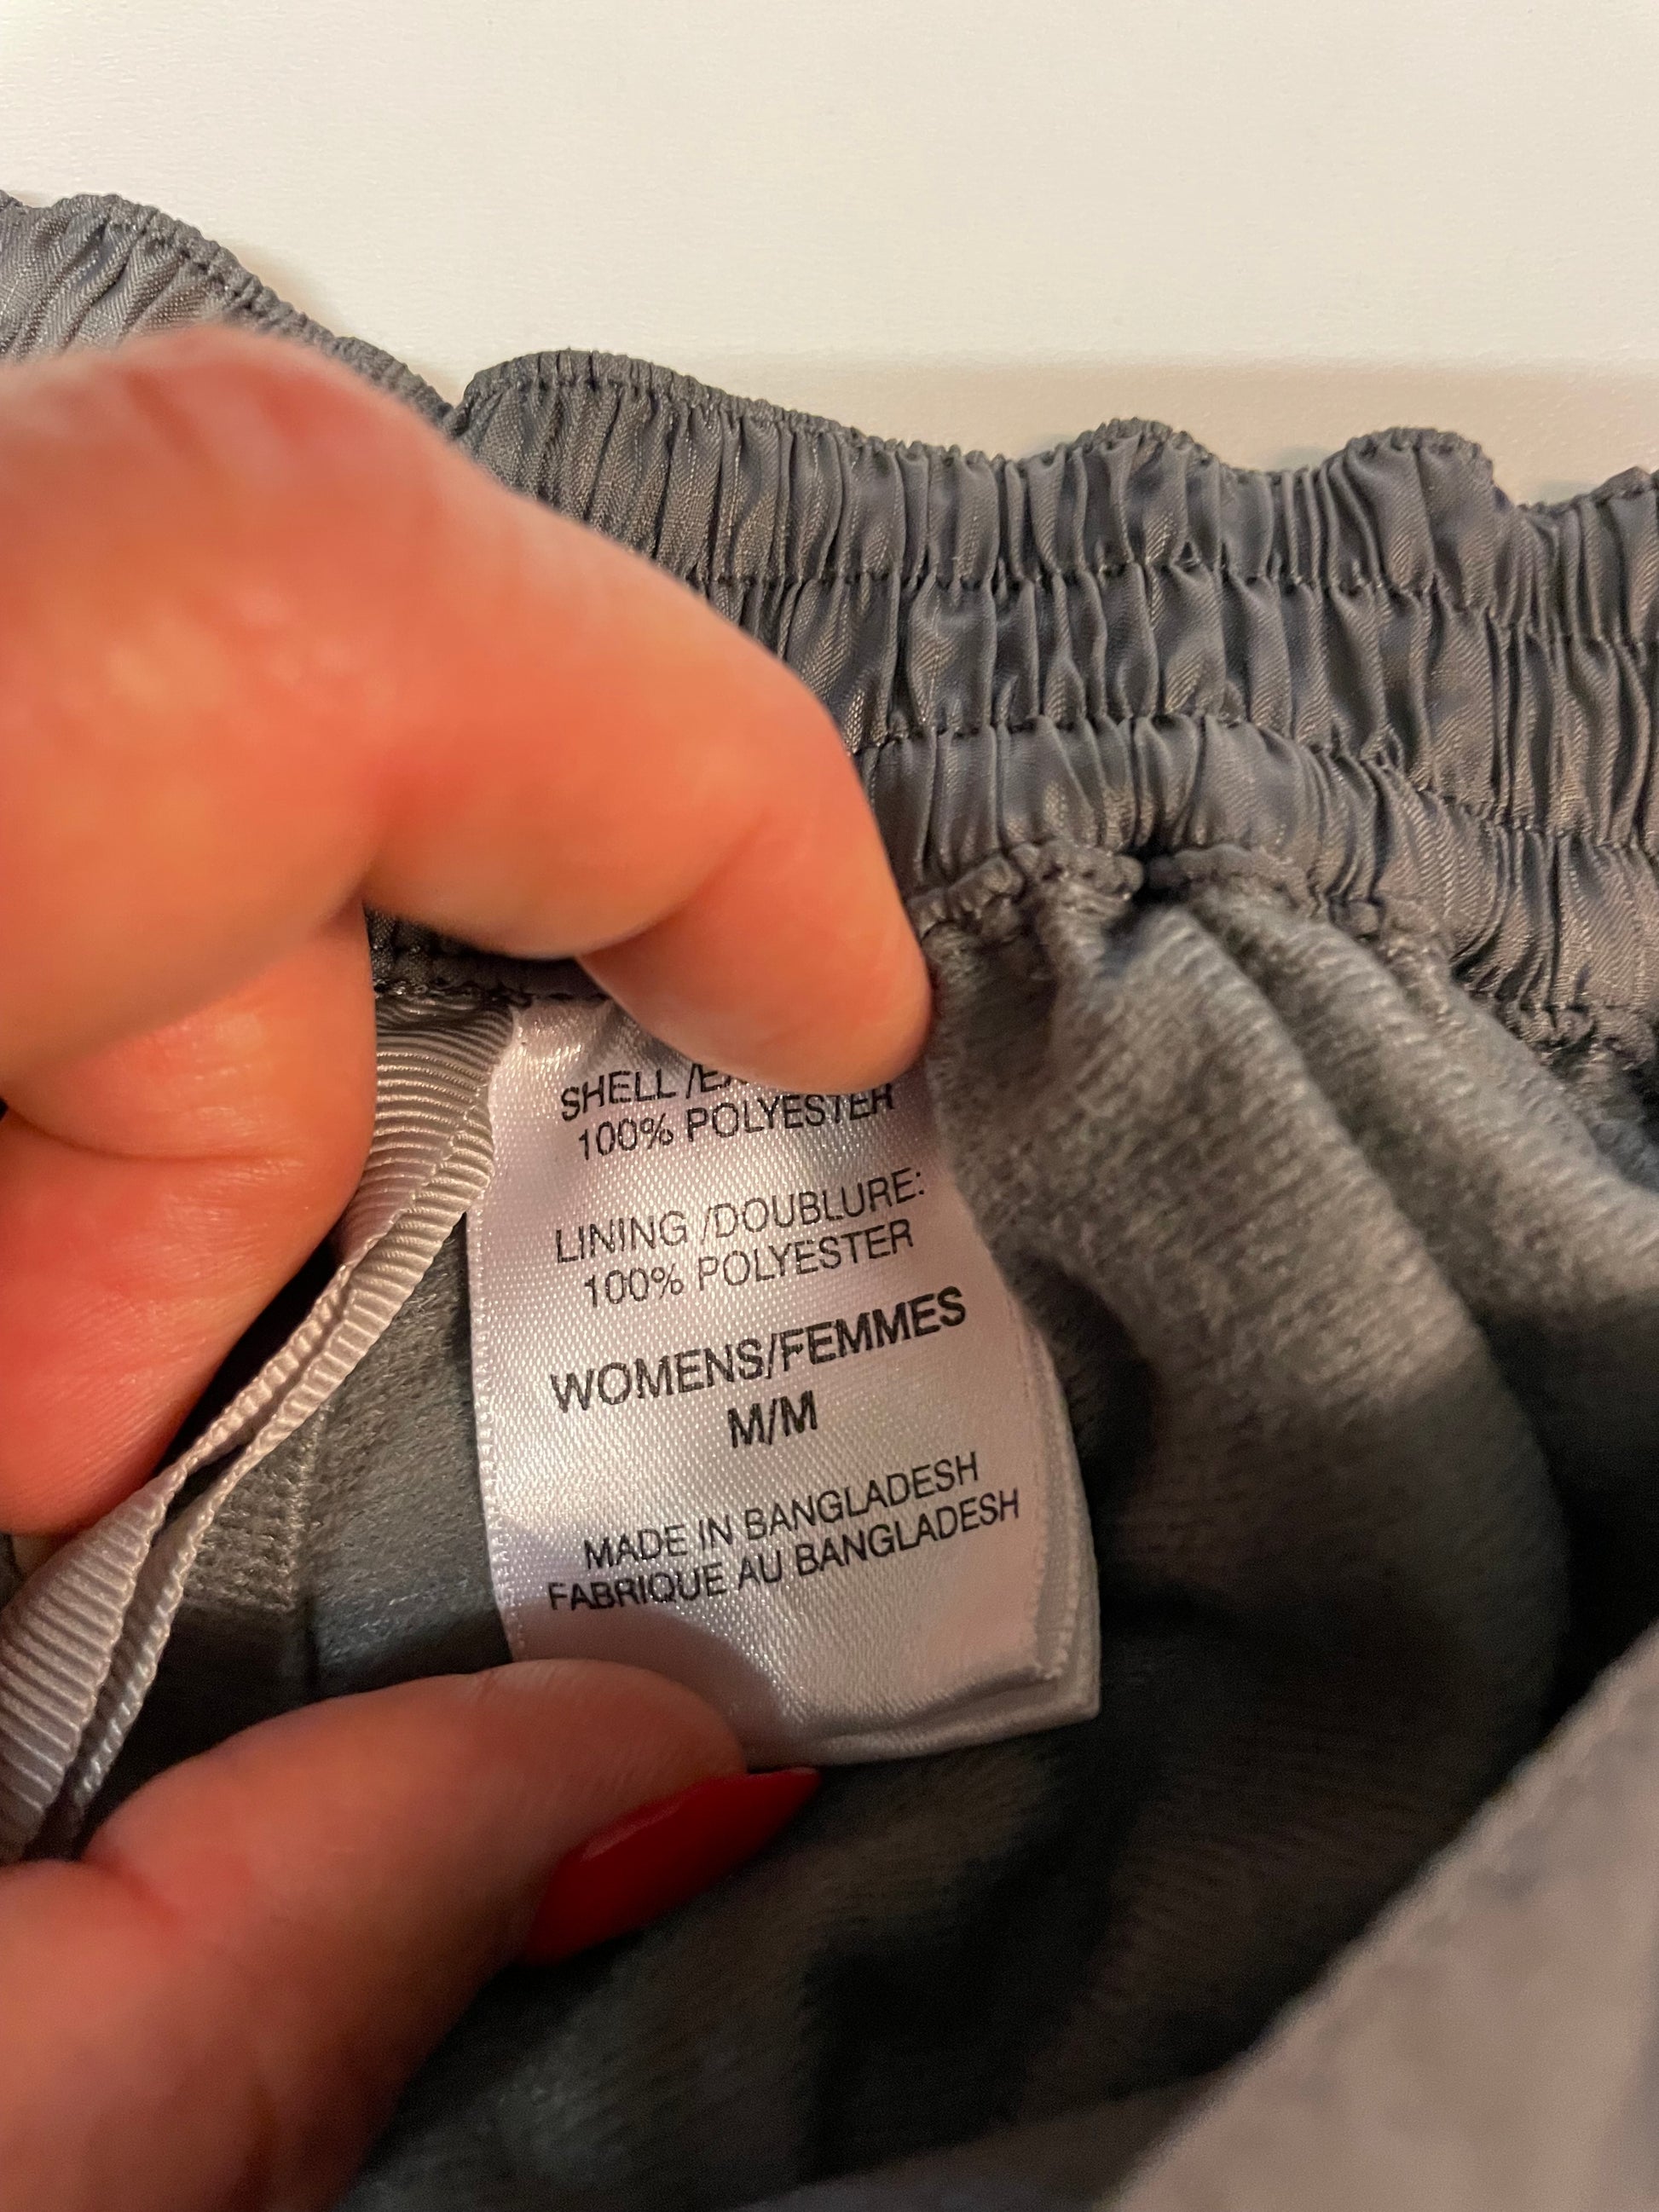 SHELL
100% POLYESTER
LINING /DOUBLURE:
100% POLYESTER
WOMENS/FEMMES
M/M
MADE IN BANGLADESH
FABRIQUE AU BANGLADESH